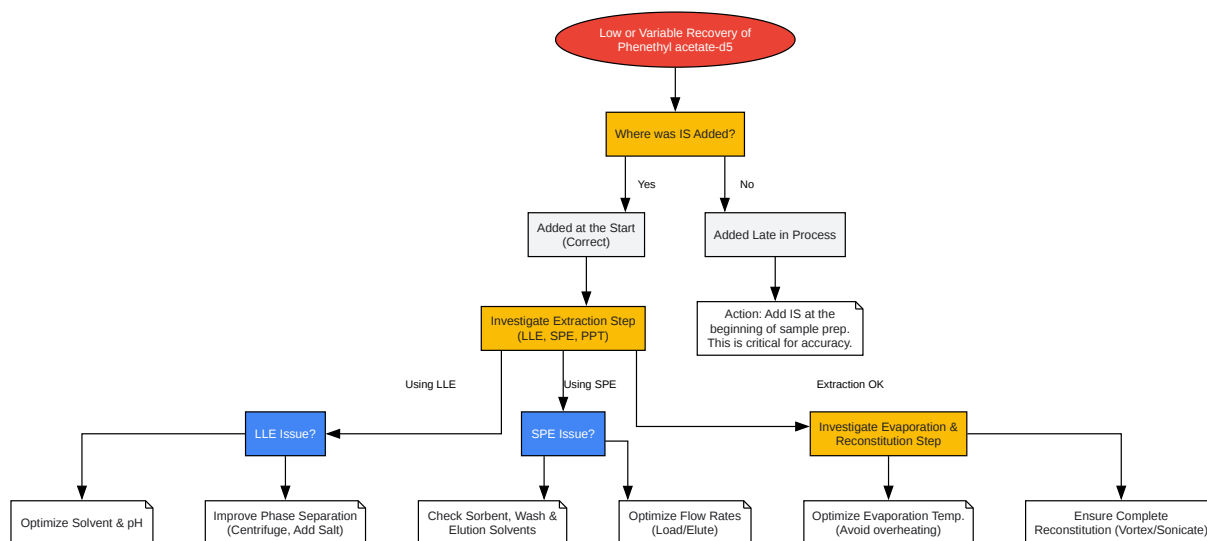 Low or Variable Recovery of
Phenethyl acetate-d5
Where was IS Added?
Yes
No
Added at the Start
(Correct)
Added Late in Process
Investigate Extraction Step
(LLE, SPE, PPT)
Action: Add IS at the
beginning of sample prep.
This is critical for accuracy.
Using LLE
Using SPE
Extraction OK
LLE Issue?
SPE Issue?
Investigate Evaporation &
Reconstitution Step
Optimize Solvent & pH
Improve Phase Separation
(Centrifuge, Add Salt)
Check Sorbent, Wash &
Elution Solvents
Optimize Flow Rates
(Load/Elute)
Optimize Evaporation Temp.
(Avoid overheating)
Ensure Complete
Reconstitution (Vortex/Sonicate)